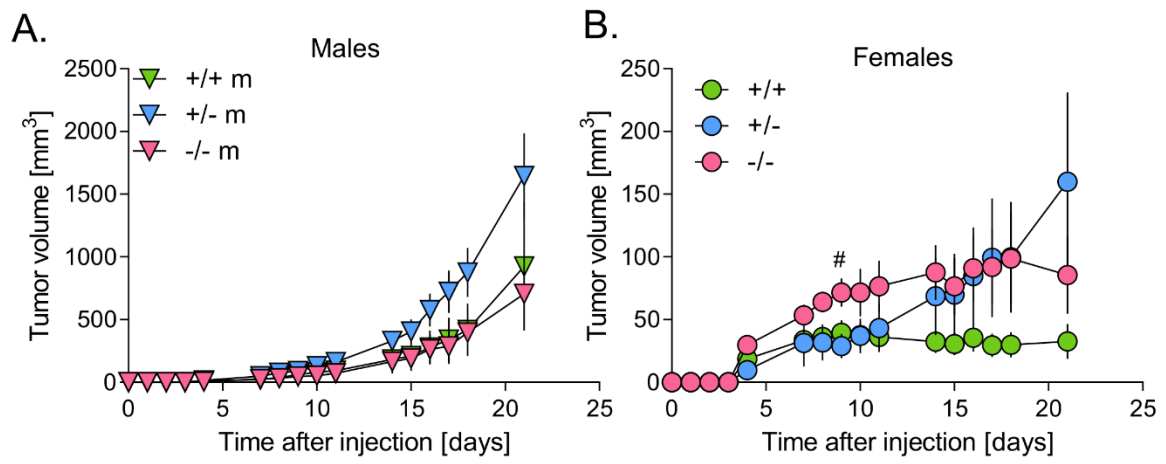 A.
Males
Tumor volume [mm³]
2500
2000
1500
1000
500
0
+/+ m
+/- m
-/- m
0 5 10 15 20 25
Time after injection [days]
B.
Females
Tumor volume [mm³]
250
200
150
100
50
0
+/+
+/-
-/-
#
0 5 10 15 20 25
Time after injection [days]